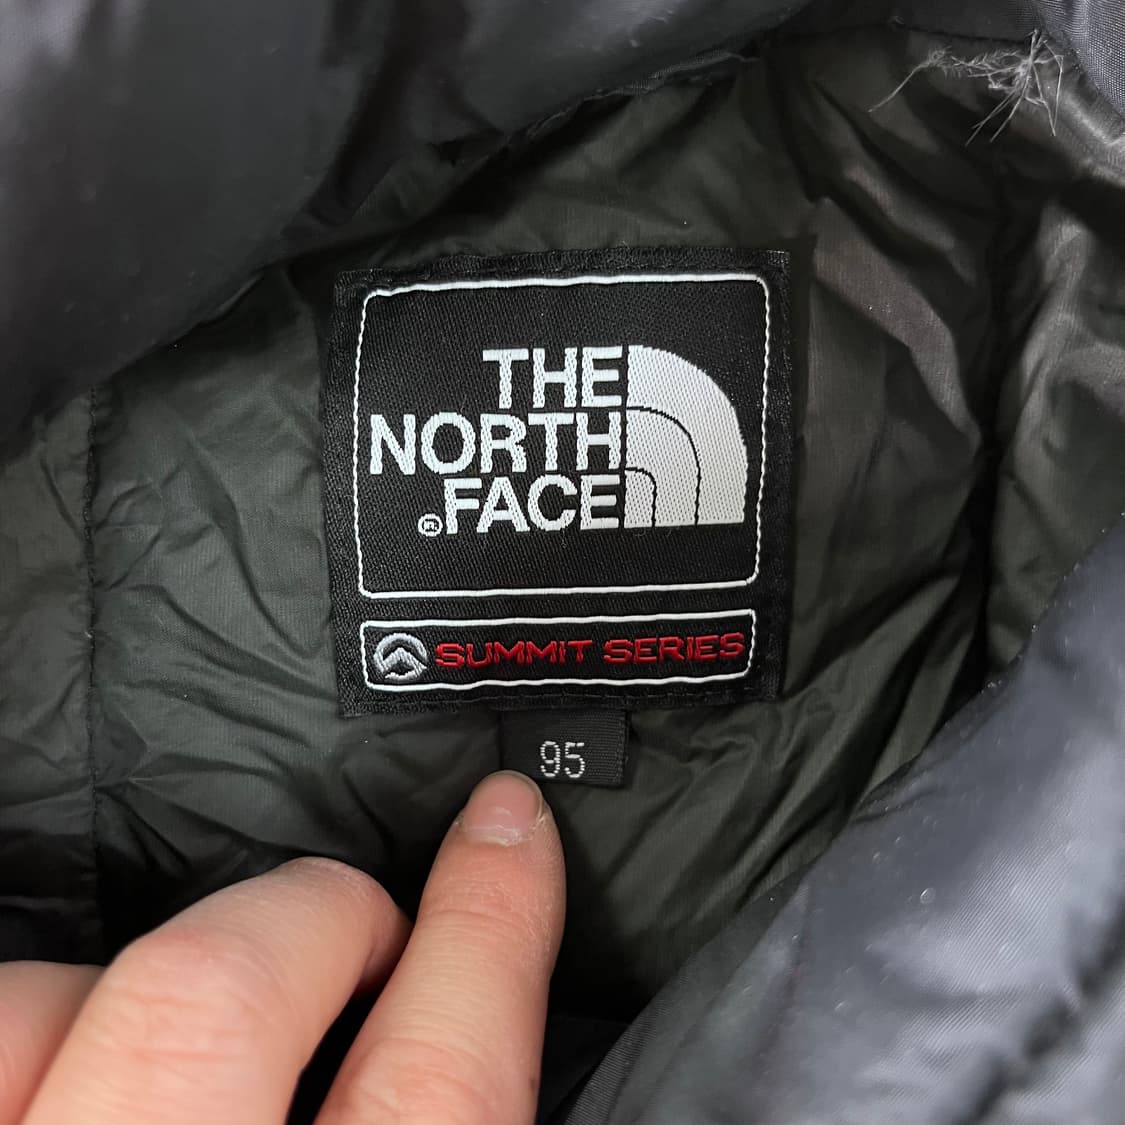 THE
NORTH
®FACE
SUMMIT SERIES
95